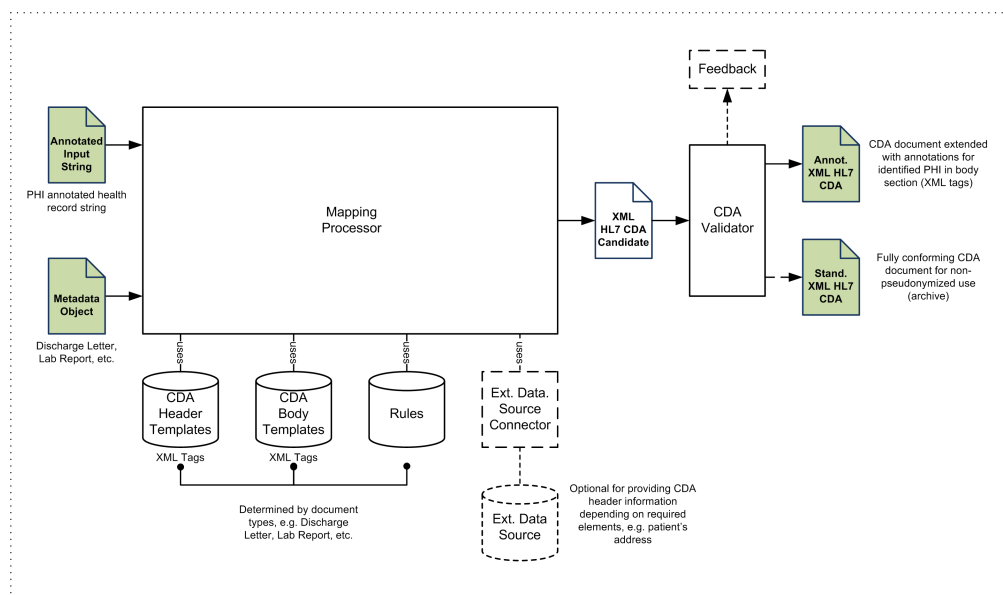 Feedback
Annotated
Input
String
PHI annotated health
record string
Mapping
Processor
XML
HL7 CDA
Candidate
CDA
Validator
Annot.
XML HL7
CDA
CDA document extended
with annotations for
identified PHI in body
section (XML tags)
Metadata
Object
Discharge Letter,
Lab Report, etc.
Stand.
XML HL7
CDA
Fully conforming CDA
document for non-
pseudonymized use
(archive)
uses
uses
uses
uses
CDA
Header
Templates
XML Tags
CDA
Body
Templates
XML Tags
Rules
Ext. Data.
Source
Connector
Determined by document
types, e.g. Discharge
Letter, Lab Report, etc.
Ext. Data
Source
Optional for providing CDA
header information
depending on required
elements, e.g. patient's
address